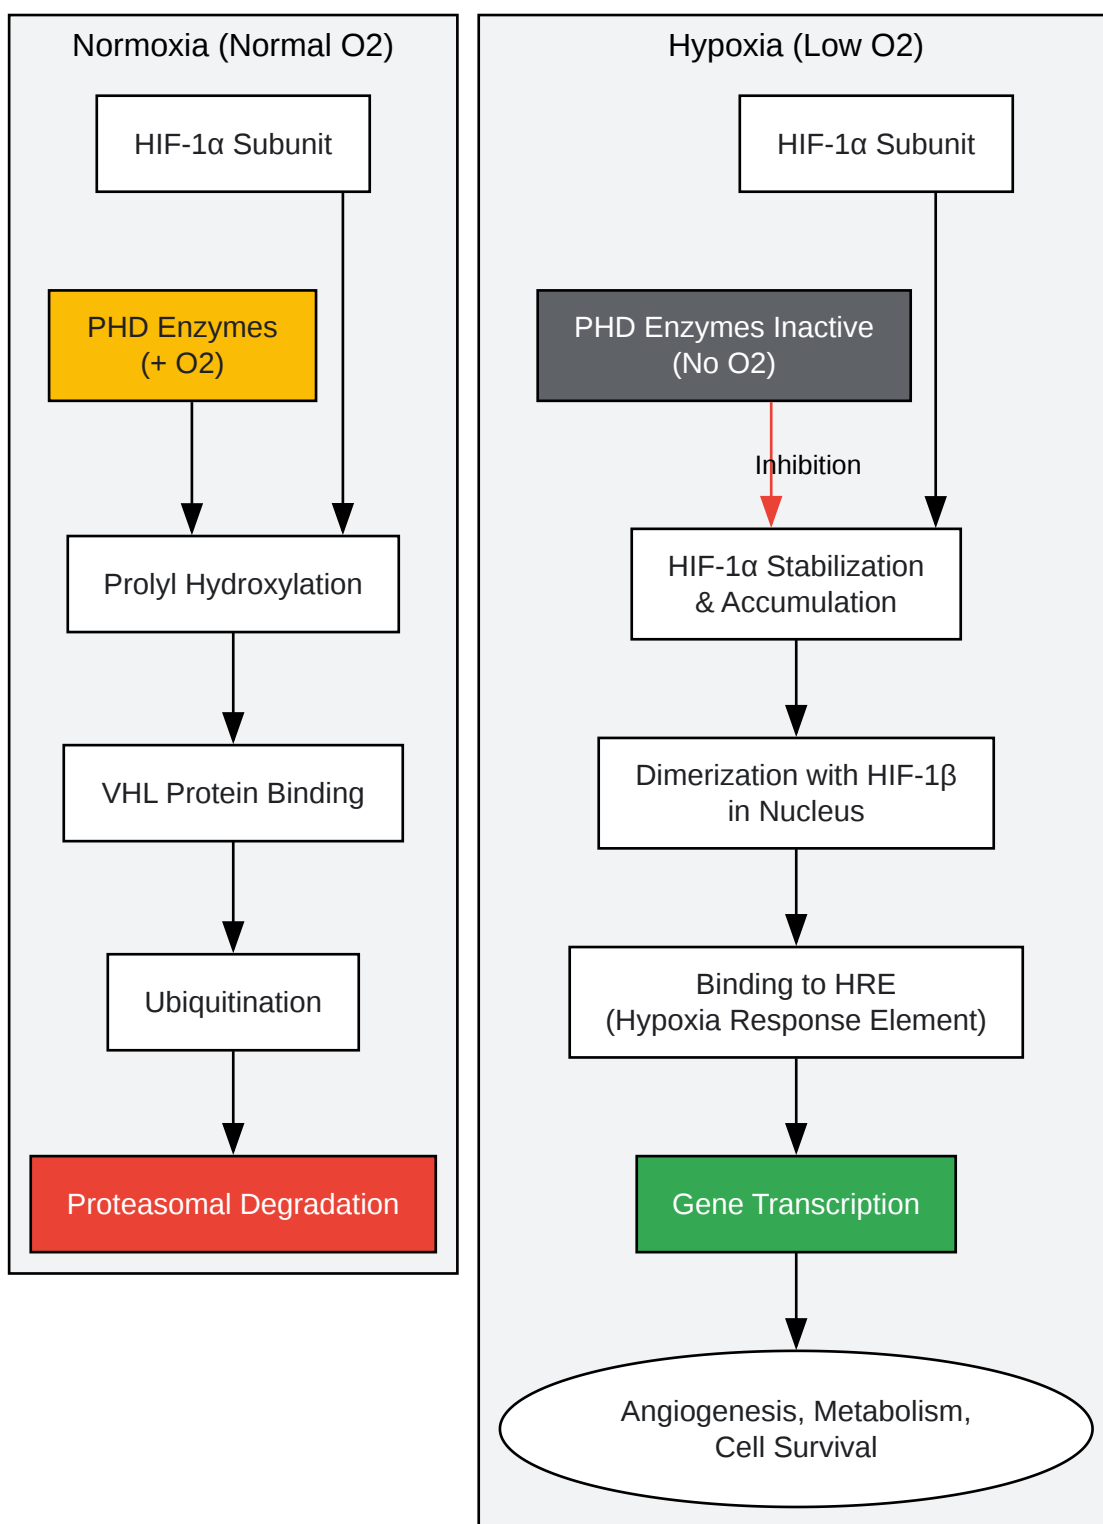 Normoxia (Normal O2)
HIF-1α Subunit
PHD Enzymes
(+ O2)
Prolyl Hydroxylation
VHL Protein Binding
Ubiquitination
Proteasomal Degradation
Hypoxia (Low O2)
HIF-1α Subunit
PHD Enzymes Inactive
(No O2)
Inhibition
HIF-1α Stabilization
& Accumulation
Dimerization with HIF-1β
in Nucleus
Binding to HRE
(Hypoxia Response Element)
Gene Transcription
Angiogenesis, Metabolism,
Cell Survival